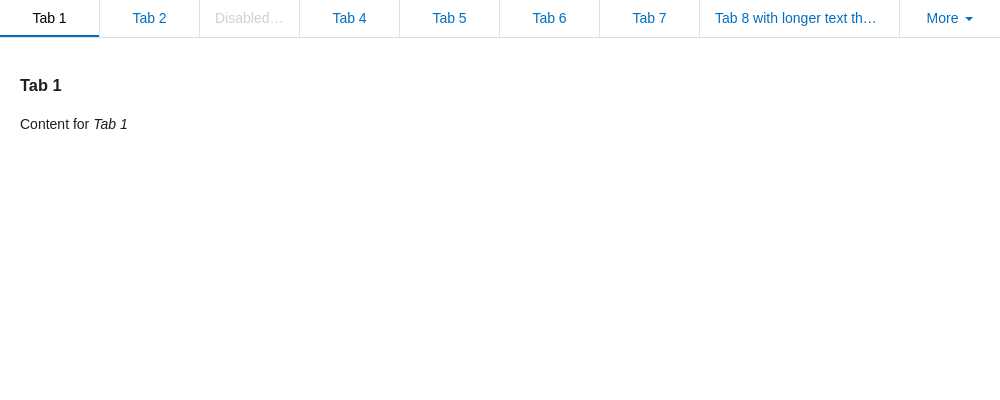 Tab 1 Tab 2 Disabled… Tab 4 Tab 5 Tab 6 Tab 7 Tab 8 with longer text th… More
Tab 1
Content for Tab 1